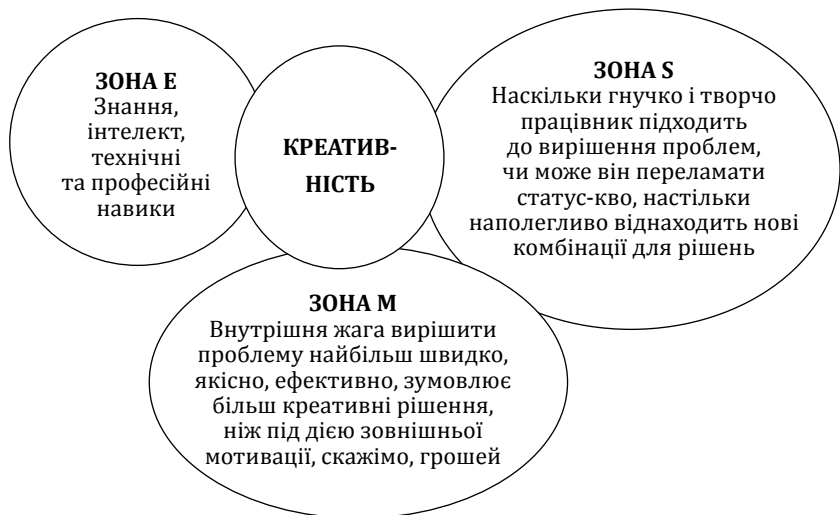 ЗОНА E
Знання,
інтелект,
технічні
та професійні
навики
КРЕАТИВ-
НІСТЬ
ЗОНА S
Наскільки гнучко і творчо
працівник підходить
до вирішення проблем,
чи може він переламати
статус-кво, настільки
наполегливо віднаходить нові
комбінації для рішень
ЗОНА M
Внутрішня жага вирішити
проблему найбільш швидко,
якісно, ефективно, зумовлює
більш креативні рішення,
ніж під дією зовнішньої
мотивації, скажімо, грошей